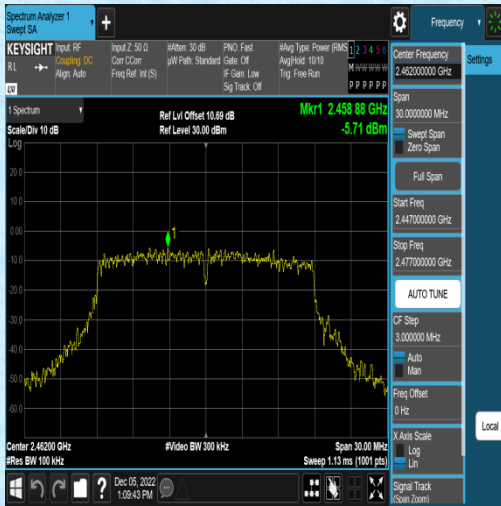 Spectrum Analyzer 1
Swept SA
+
Frequency
KEYSIGHT
RL
LXI
Input: RF
Coupling: DC
Align: Auto
Input Z: 50 Ω
Corr CCorr
Freq Ref: Int (S)
#Atten: 30 dB
µW Path: Standard
PNO: Fast
Gate: Off
IF Gain: Low
Sig Track: Off
#Avg Type: Power (RMS
Avg|Hold: 10/10
Trig: Free Run
1 2 3 4 5 6
M W W W W W
P P P P P P
Center Frequency
2.462000000 GHz
Settings
Span
30.0000000 MHz
Swept Span
Zero Span
Full Span
Start Freq
2.447000000 GHz
Stop Freq
2.477000000 GHz
AUTO TUNE
CF Step
3.000000 MHz
Auto
Man
Freq Offset
0 Hz
X Axis Scale
Log
Lin
Signal Track
(Span Zoom)
Local
1 Spectrum
Scale/Div 10 dB
Log
Ref Lvl Offset 10.69 dB
Ref Level 30.00 dBm
Mkr1 2.458 88 GHz
-5.71 dBm
20.0
10.0
0.00
-10.0
-20.0
-30.0
-40.0
-50.0
-60.0
1
Center 2.46200 GHz
#Res BW 100 kHz
#Video BW 300 kHz
Span 30.00 MHz
Sweep 1.13 ms (1001 pts)
?
Dec 05, 2022
1:09:43 PM